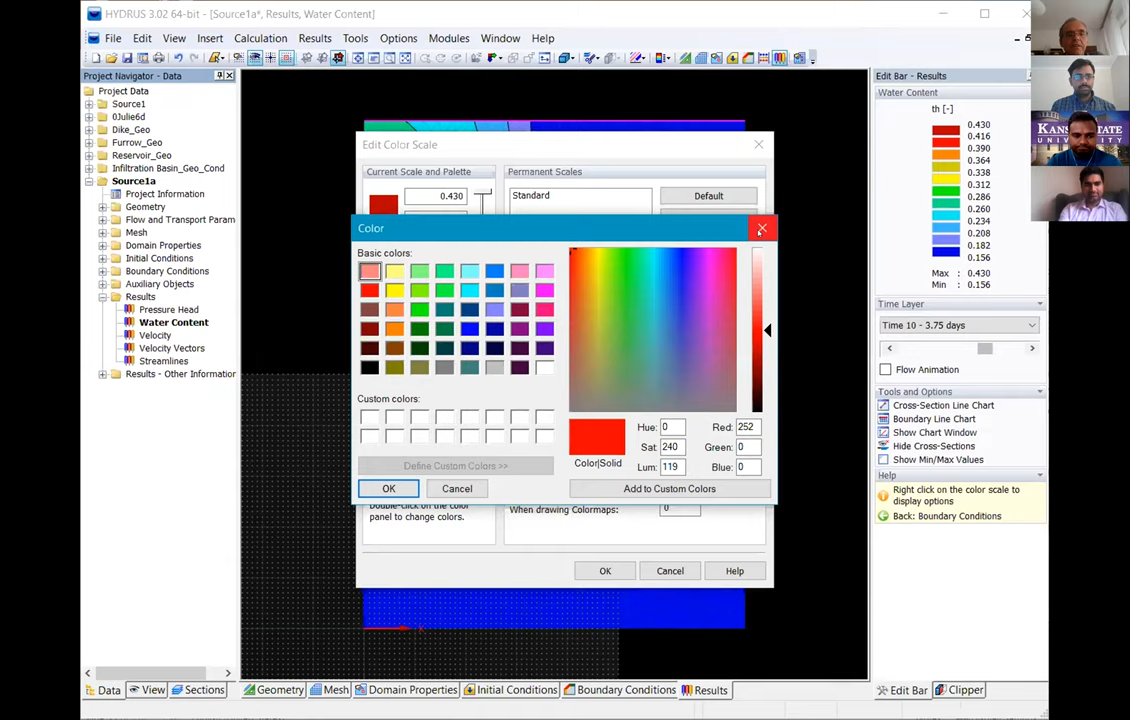 HYDRUS 3.02 64-bit - [Source1a*, Results, Water Content]
File Edit View Insert Calculation Results Tools Options Modules Window Help
Project Navigator - Data
Project Data
Source1
0Julie6d
Dike_Geo
Furrow_Geo
Reservoir_Geo
Infiltration Basin_Geo_Cond
Source1a
Project Information
Geometry
Flow and Transport Param
Mesh
Domain Properties
Initial Conditions
Boundary Conditions
Auxiliary Objects
Results
Pressure Head
Water Content
Velocity
Velocity Vectors
Streamlines
Results - Other Information
Data View Sections
Edit Color Scale
Current Scale and Palette
0.430
Permanent Scales
Standard
Default
Color
Basic colors:
Custom colors:
Define Custom Colors >>
OK Cancel
Color|Solid
Hue: 0 Red: 252
Sat: 240 Green: 0
Lum: 119 Blue: 0
Add to Custom Colors
Double-click on the color
panel to change colors.
When drawing Colormaps: 0
OK Cancel Help
X
Geometry Mesh Domain Properties Initial Conditions Boundary Conditions Results
Edit Bar - Results
Water Content
th [-]
0.430
0.416
0.390
0.364
0.338
0.312
0.286
0.260
0.234
0.208
0.182
0.156
Max : 0.430
Min : 0.156
Time Layer
Time 10 - 3.75 days
Flow Animation
Tools and Options
Cross-Section Line Chart
Boundary Line Chart
Show Chart Window
Hide Cross-Sections
Show Min/Max Values
Help
Right click on the color scale to
display options
Back: Boundary Conditions
Edit Bar Clipper